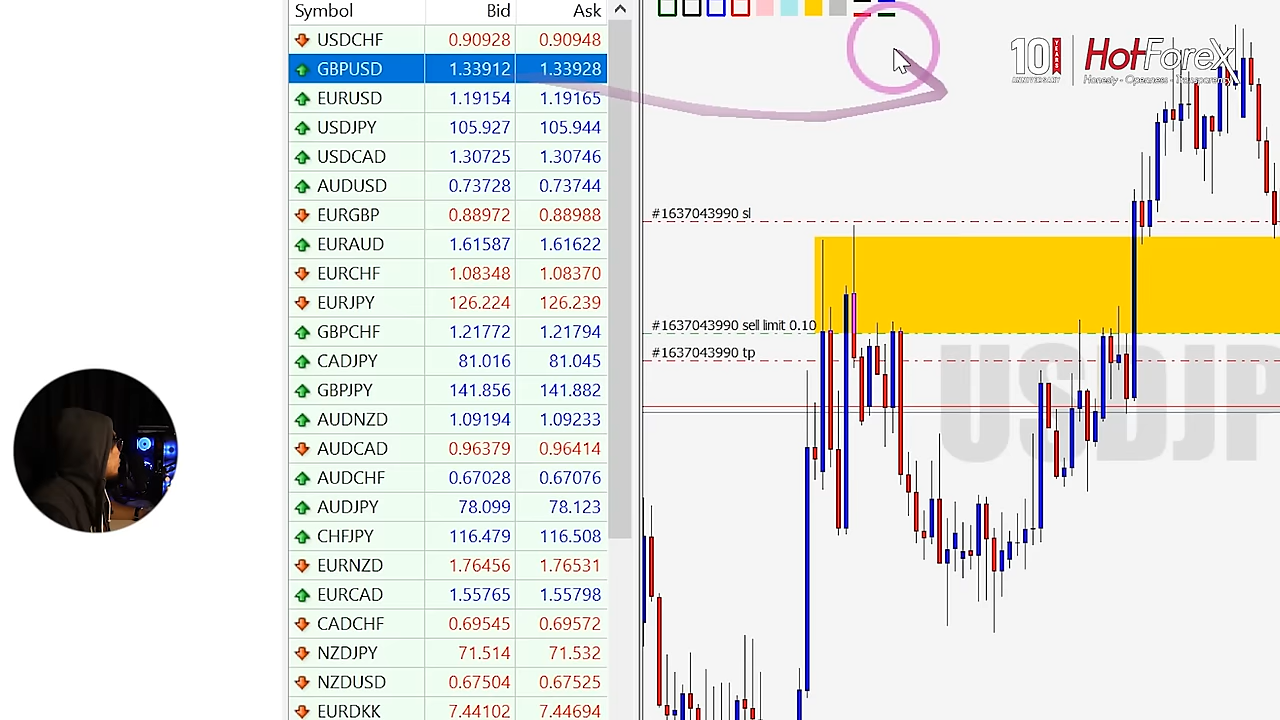 Symbol Bid Ask
USDCHF 0.90928 0.90948
GBPUSD 1.33912 1.33928
EURUSD 1.19154 1.19165
USDJPY 105.927 105.944
USDCAD 1.30725 1.30746
AUDUSD 0.73728 0.73744
EURGBP 0.88972 0.88988
EURAUD 1.61587 1.61622
EURCHF 1.08348 1.08370
EURJPY 126.224 126.239
GBPCHF 1.21772 1.21794
CADJPY 81.016 81.045
GBPJPY 141.856 141.882
AUDNZD 1.09194 1.09233
AUDCAD 0.96379 0.96414
AUDCHF 0.67028 0.67076
AUDJPY 78.099 78.123
CHFJPY 116.479 116.508
EURNZD 1.76456 1.76531
EURCAD 1.55765 1.55798
CADCHF 0.69545 0.69572
NZDJPY 71.514 71.532
NZDUSD 0.67504 0.67525
EURDKK 7.44102 7.44694
10 YEARS
ANNIVERSARY
HotForex
Honesty - Openness - Transparency
#1637043990 sl
#1637043990 sell limit 0.10
#1637043990 tp
USDJP